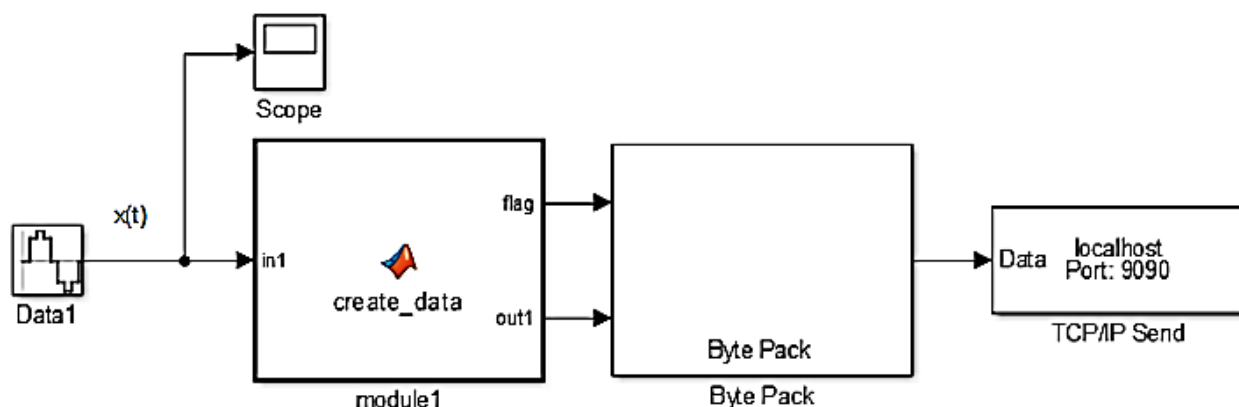 Scope
x(t)
Data1
in1
flag
create_data
out1
module1
Byte Pack
Byte Pack
Data
localhost
Port: 9090
TCP/IP Send